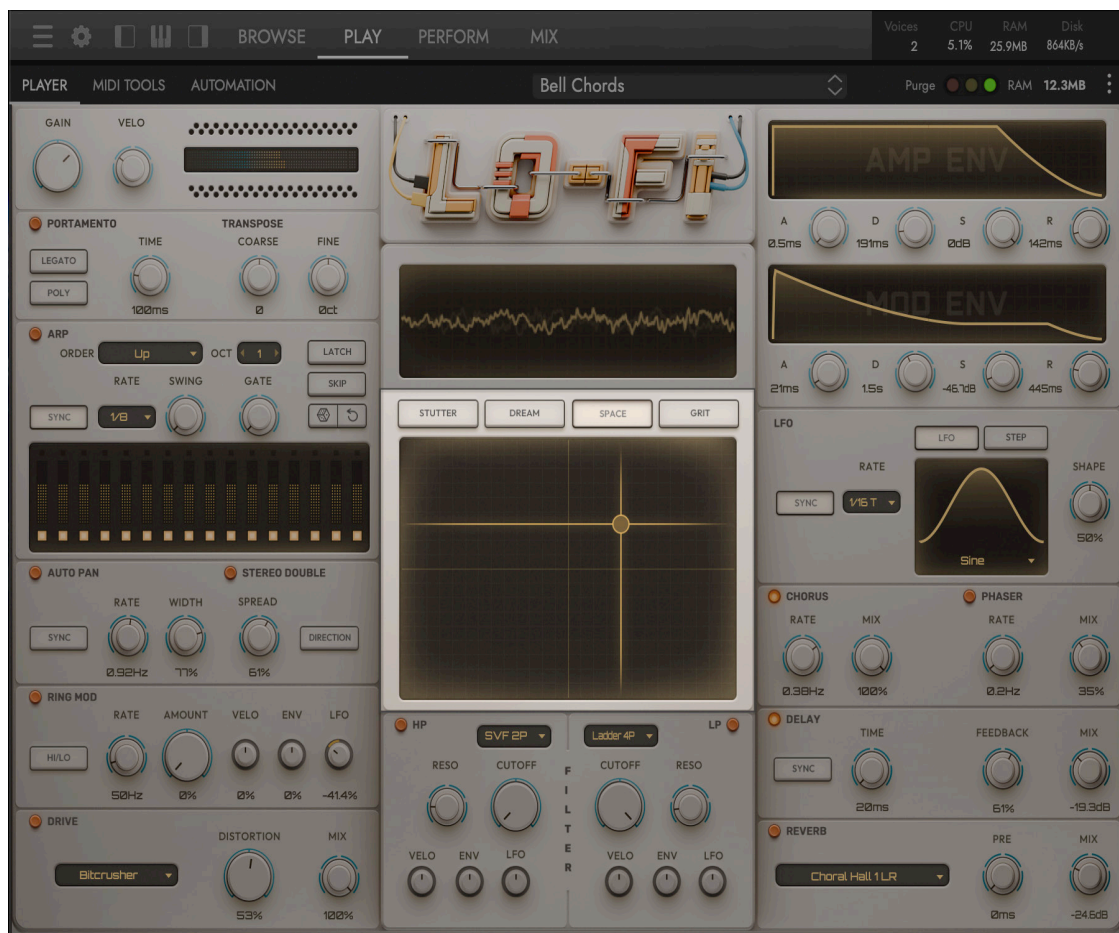 Voices CPU RAM Disk
BROWSE PLAY PERFORM MIX
2 5.1% 25.9MB 864KB/s
PLAYER MIDI TOOLS AUTOMATION Bell Chords Purge RAM 12.3MB
GAIN VELO
LO-FI
AMP ENV
A D S R
0.5ms 191ms 0dB 142ms
PORTAMENTO TRANSPOSE
TIME COARSE FINE
LEGATO
POLY
100ms 0 0ct
MOD ENV
A D S R
21ms 1.5s -46.7dB 445ms
ARP
ORDER Up OCT 1 LATCH
RATE SWING GATE SKIP
SYNC 1/8
STUTTER DREAM SPACE GRIT
LFO
LFO STEP
RATE SHAPE
SYNC 1/16 T
50%
Sine
AUTO PAN STEREO DOUBLE
RATE WIDTH SPREAD
SYNC DIRECTION
0.92Hz 77% 61%
CHORUS PHASER
RATE MIX RATE MIX
0.38Hz 100% 0.2Hz 35%
RING MOD
RATE AMOUNT VELO ENV LFO
HI/LO
50Hz 0% 0% 0% -41.4%
HP SVF 2P Ladder 4P LP
RESO CUTOFF CUTOFF RESO
FILTER
VELO ENV LFO VELO ENV LFO
DELAY
TIME FEEDBACK MIX
SYNC
20ms 61% -19.3dB
DRIVE
DISTORTION MIX
Bitcrusher
53% 100%
REVERB
PRE MIX
Choral Hall 1 LR
0ms -24.6dB